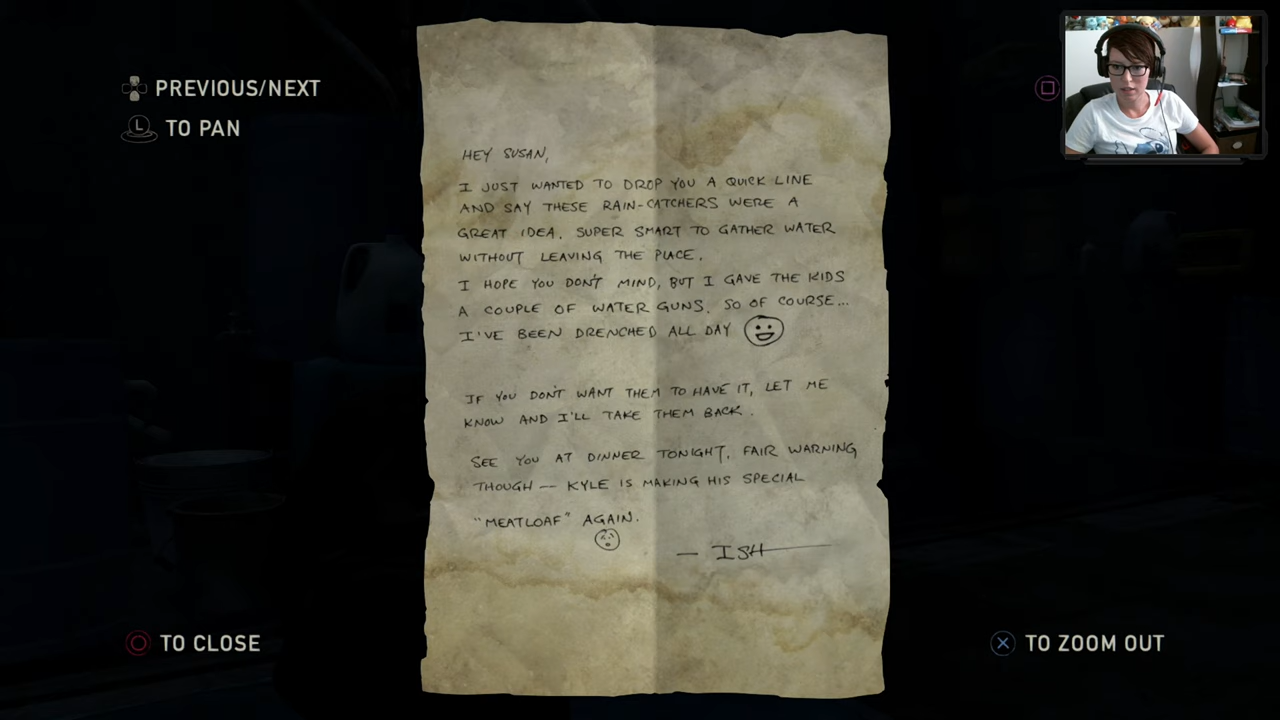 PREVIOUS/NEXT
L TO PAN
HEY SUSAN,
I JUST WANTED TO DROP YOU A QUICK LINE
AND SAY THESE RAIN-CATCHERS WERE A
GREAT IDEA. SUPER SMART TO GATHER WATER
WITHOUT LEAVING THE PLACE.
I HOPE YOU DON'T MIND, BUT I GAVE THE KIDS
A COUPLE OF WATER GUNS. SO OF COURSE...
I'VE BEEN DRENCHED ALL DAY
IF YOU DON'T WANT THEM TO HAVE IT, LET ME
KNOW AND I'LL TAKE THEM BACK.
SEE YOU AT DINNER TONIGHT. FAIR WARNING
THOUGH — KYLE IS MAKING HIS SPECIAL
"MEATLOAF" AGAIN.
— ISH
TO CLOSE
TO ZOOM OUT